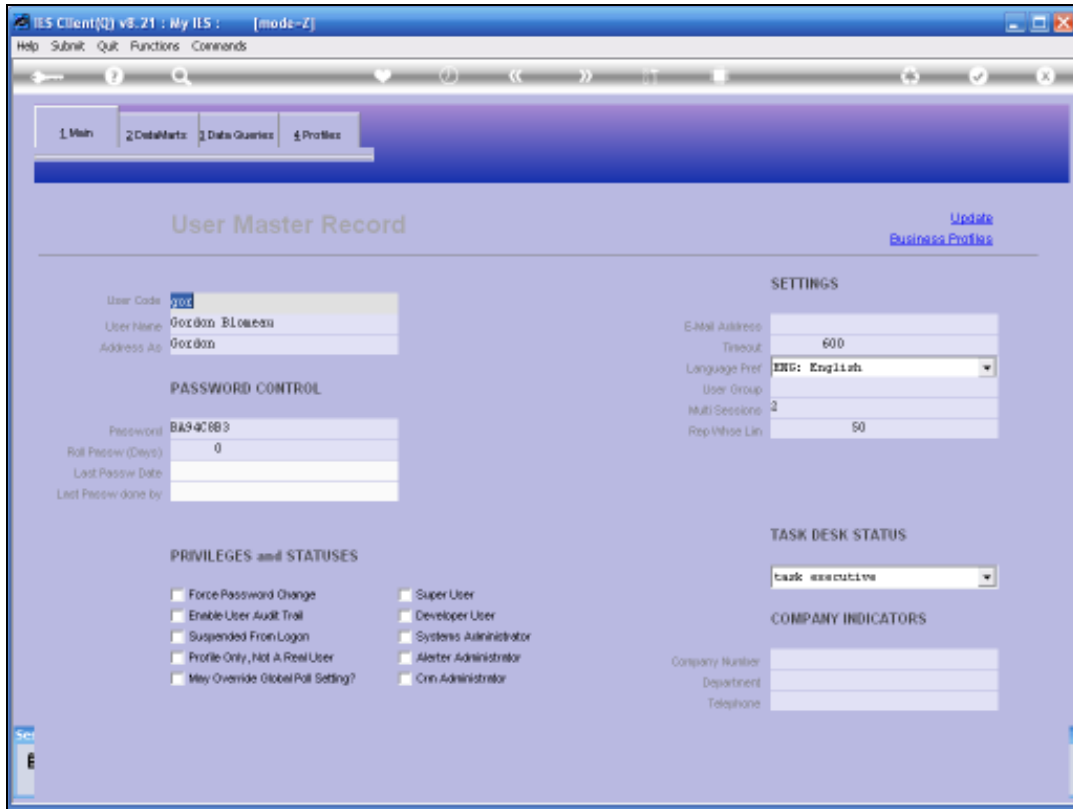 IES Client(Q) v8.21 : My IES :      [mode=Z]
Help Submit Quit Functions Commands
1 Main 2 DataMarts 3 Data Queries 4 Profiles
User Master Record
Update
Business Profiles
User Code gor
User Name Gordon Blomeau
Address As Gordon
PASSWORD CONTROL
Password BA94C8B3
Roll Passw (Days) 0
Last Passw Date
Last Passw done by
PRIVILEGES and STATUSES
Force Password Change
Enable User Audit Trail
Suspended From Logon
Profile Only, Not A Real User
May Override Global Poll Setting?
Super User
Developer User
Systems Administrator
Alerter Administrator
Crm Administrator
SETTINGS
E-Mail Address
Timeout 600
Language Pref ENG: English
User Group
Multi Sessions 2
Rep Whse Lim 50
TASK DESK STATUS
task executive
COMPANY INDICATORS
Company Number
Department
Telephone